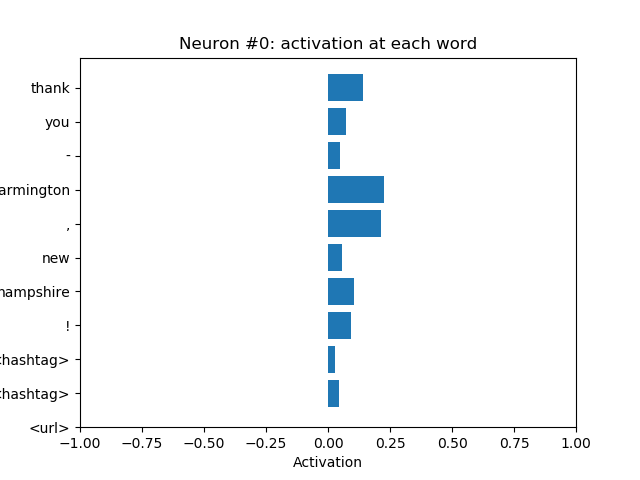 Neuron #0: activation at each word
thank
you
-
armington
,
new
hampshire
!
hashtag>
hashtag>
<url>
−1.00 −0.75 −0.50 −0.25 0.00 0.25 0.50 0.75 1.00
Activation